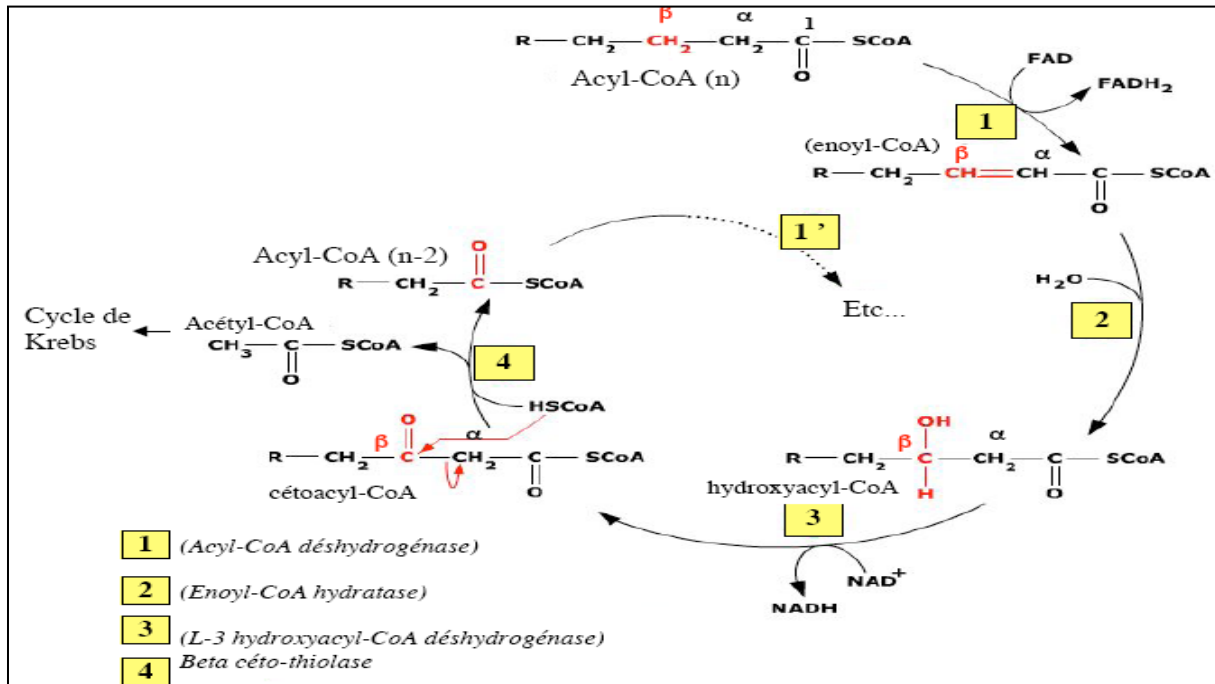 β α 1
R—CH₂—CH₂—CH₂—C—SCoA
O
Acyl-CoA (n)
FAD
FADH₂
1
(enoyl-CoA)
β α
R—CH₂—CH=CH—C—SCoA
O
1 '
Etc...
H₂O
2
O
Acyl-CoA (n-2)
R—CH₂—C—SCoA
Cycle de
Krebs
Acétyl-CoA
CH₃—C—SCoA
O
4
HSCoA
O
β α
R—CH₂—C—CH₂—C—SCoA
O
cétoacyl-CoA
OH
β α
R—CH₂—C—CH₂—C—SCoA
H O
hydroxyacyl-CoA
3
NAD+
NADH
1 (Acyl-CoA déshydrogénase)
2 (Enoyl-CoA hydratase)
3 (L-3 hydroxyacyl-CoA déshydrogénase)
4 Beta céto-thiolase